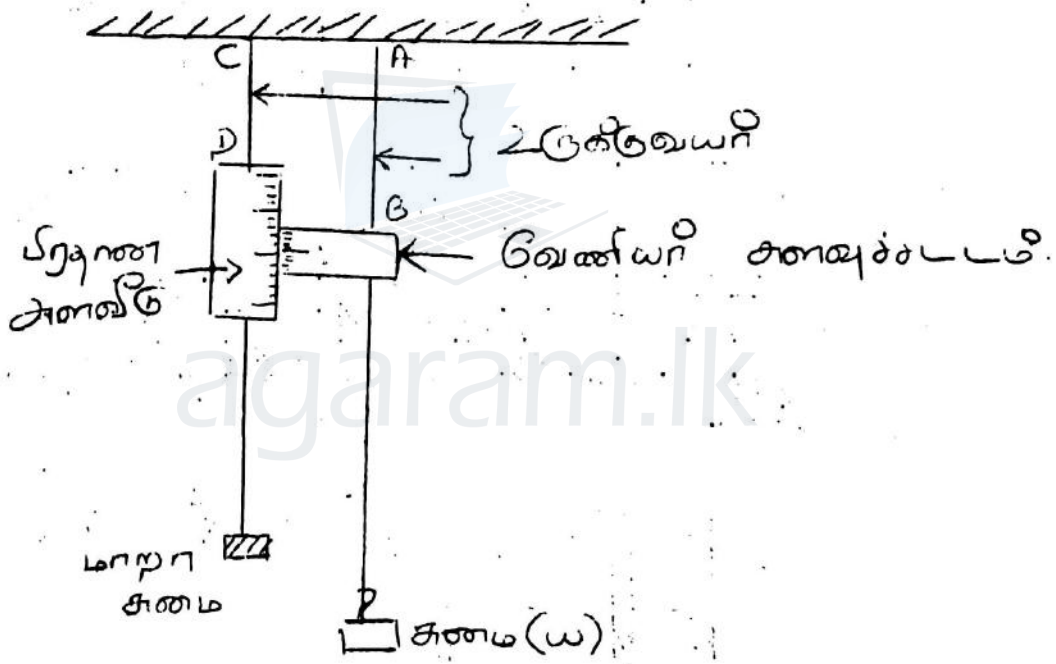 C A
D
உருக்குவயர்
B
பிரதான
அளவீடு
வேணியர் அளவுச்சட்டம்.
agaram.lk
மாறா
சுமை
சுமை (W)